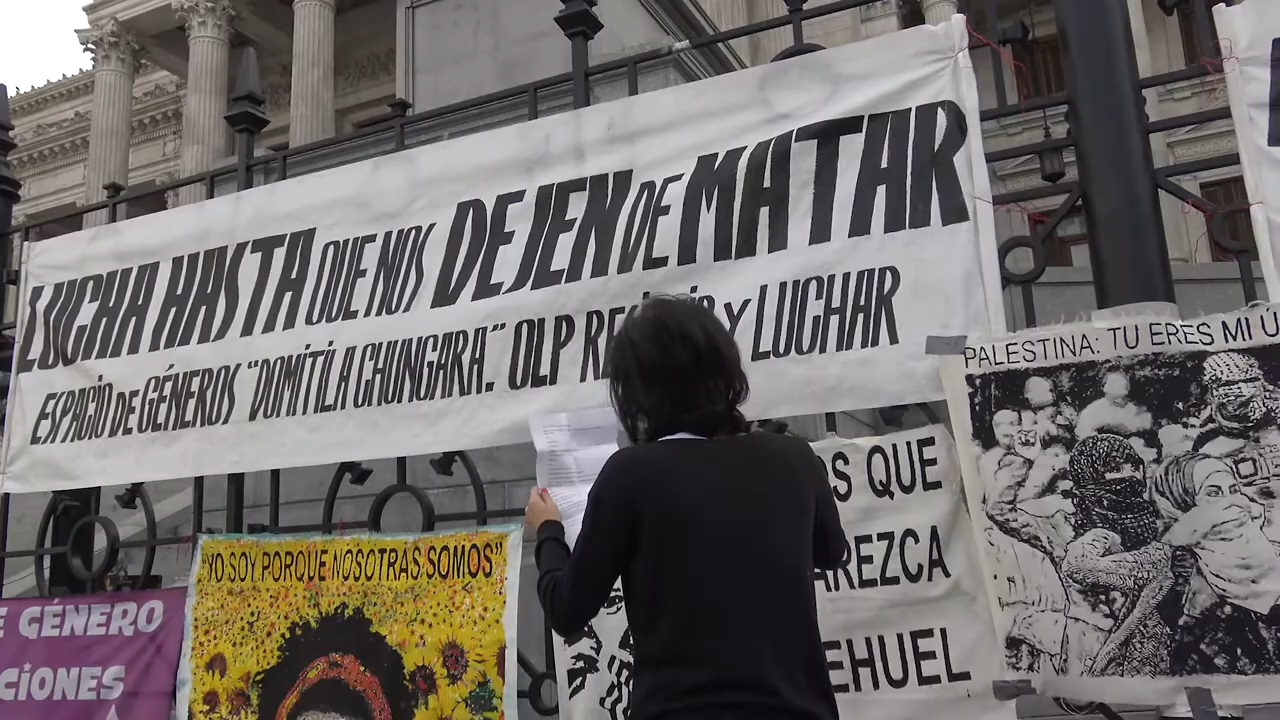 LUCHA HASTA QUE NOS DEJEN DE MATAR
ESPACIO DE GÉNEROS "DOMITILA CHUNGARA". OLP RE Y LUCHAR
PALESTINA: TU ERES MI Ú
"YO SOY PORQUE NOSOTRAS SOMOS"
OS QUE
AREZCA
EHUEL
E GÉNERO
CIONES